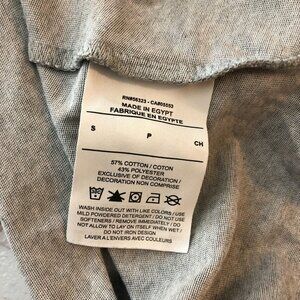 RN#56323 - CA#05553
MADE IN EGYPT
FABRIQUE EN EGYPTE
S P CH
57% COTTON / COTON
43% POLYESTER
EXCLUSIVE OF DECORATION /
DECORATION NON COMPRISE
WASH INSIDE OUT WITH LIKE COLORS / USE
MILD POWDERED DETERGENT / DO NOT USE
SOFTENERS / REMOVE IMMEDIATELY / DO
NOT ALLOW TO LAY ON ITSELF WHEN WET /
DO NOT IRON DESIGN
LAVER A L'ENVERS AVEC COULEURS